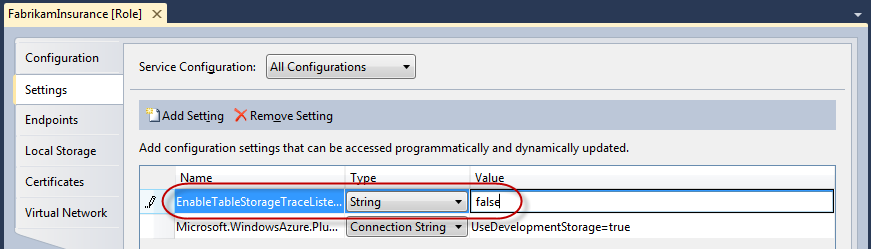 FabrikamInsurance [Role]
Configuration
Settings
Endpoints
Local Storage
Certificates
Virtual Network
Service Configuration: All Configurations
Add Setting Remove Setting
Add configuration settings that can be accessed programmatically and dynamically updated.
Name Type Value
EnableTableStorageTraceListe... String false
Microsoft.WindowsAzure.Plu... Connection String UseDevelopmentStorage=true